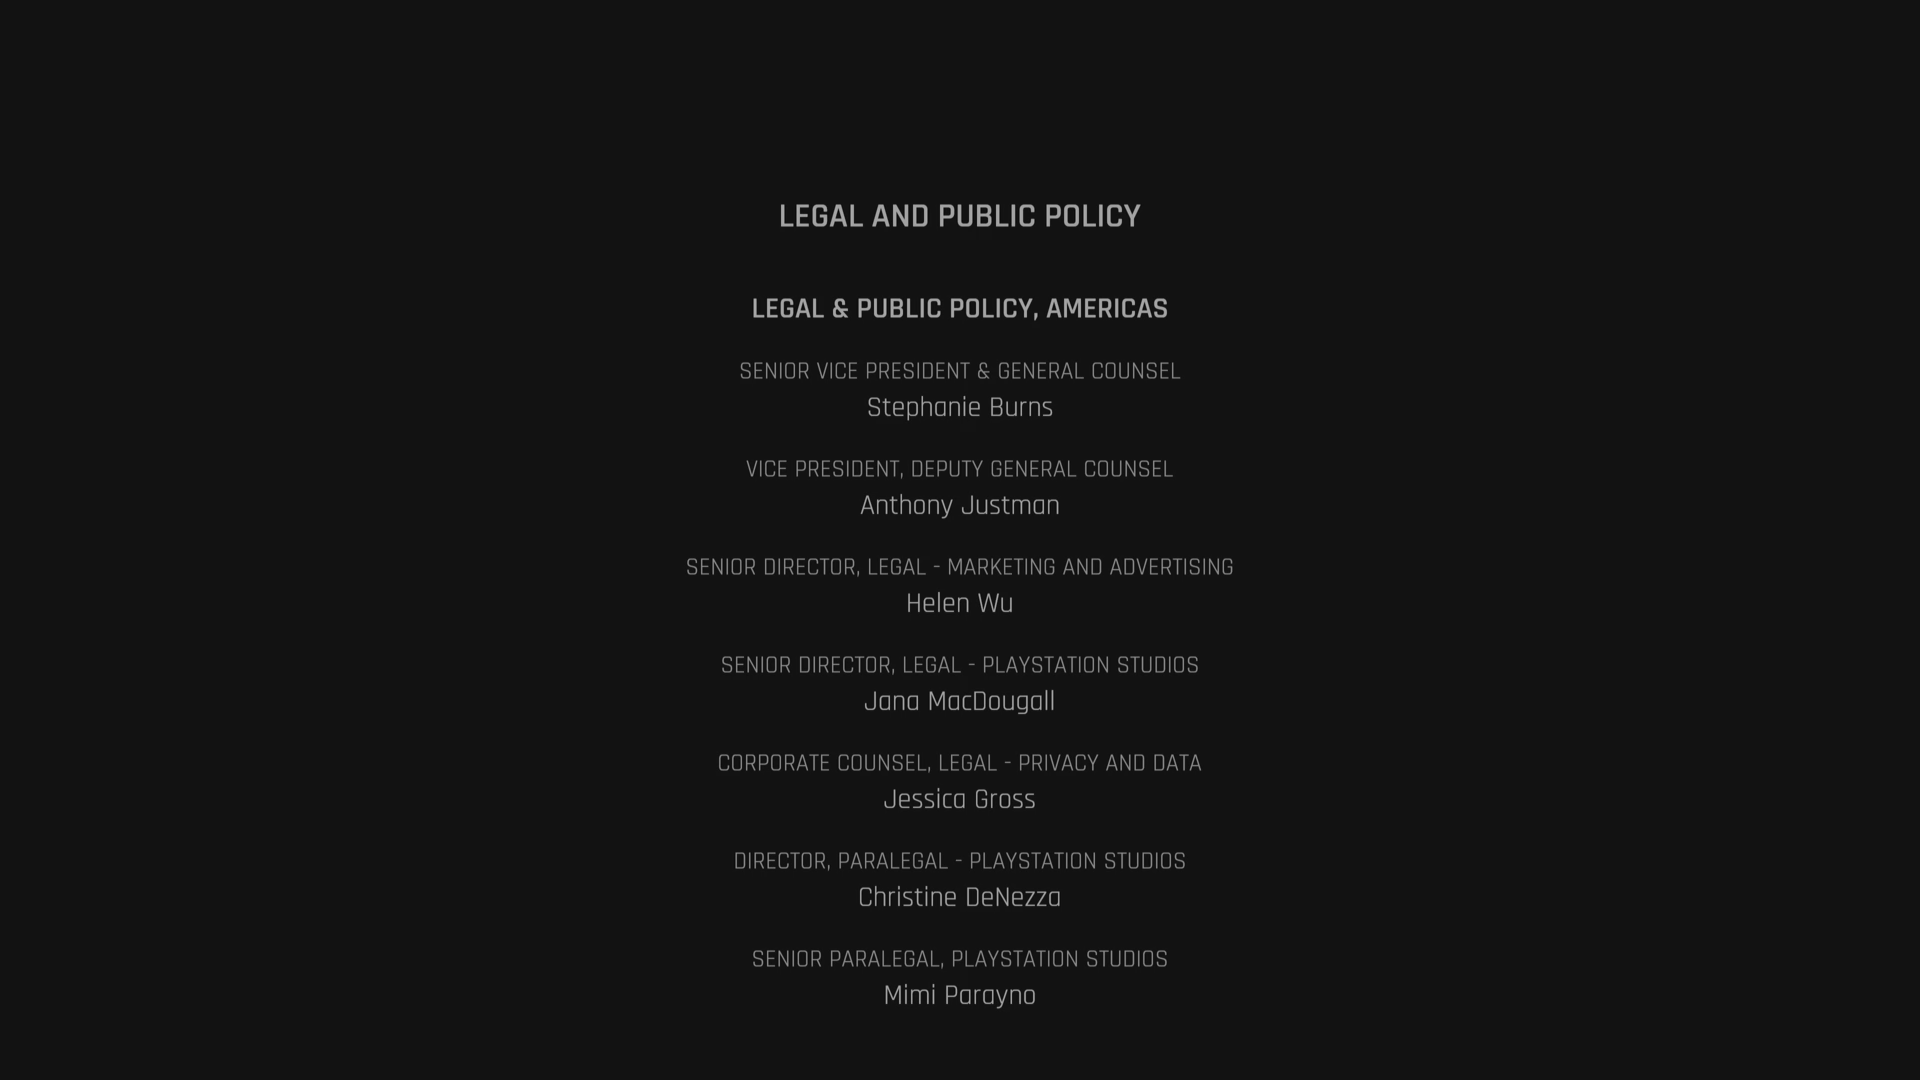 LEGAL AND PUBLIC POLICY
LEGAL & PUBLIC POLICY, AMERICAS
SENIOR VICE PRESIDENT & GENERAL COUNSEL
Stephanie Burns
VICE PRESIDENT, DEPUTY GENERAL COUNSEL
Anthony Justman
SENIOR DIRECTOR, LEGAL - MARKETING AND ADVERTISING
Helen Wu
SENIOR DIRECTOR, LEGAL - PLAYSTATION STUDIOS
Jana MacDougall
CORPORATE COUNSEL, LEGAL - PRIVACY AND DATA
Jessica Gross
DIRECTOR, PARALEGAL - PLAYSTATION STUDIOS
Christine DeNezza
SENIOR PARALEGAL, PLAYSTATION STUDIOS
Mimi Parayno